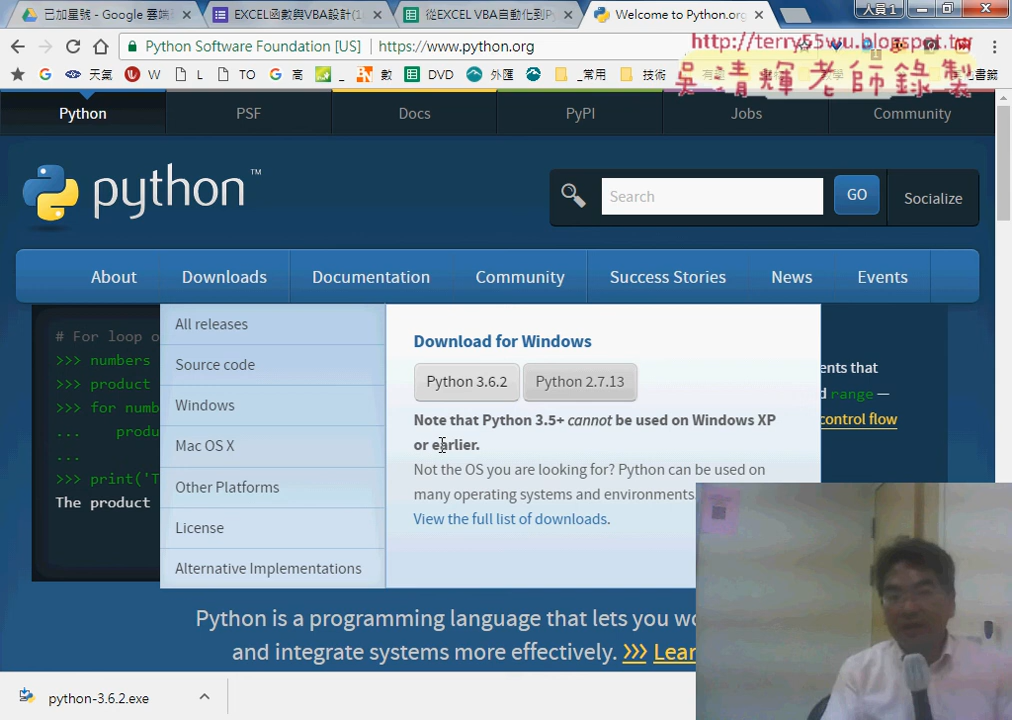 已加星號 - Google 雲端
EXCEL函數與VBA設計(1
從EXCEL VBA自動化到Py
Welcome to Python.org
人員1
Python Software Foundation [US] | https://www.python.org
http://terry55wu.blogspot.tw
吳清輝老師錄製
天氣
W
L
TO
高
數
DVD
外匯
_常用
技術
Python
PSF
Docs
PyPI
Jobs
Community
python™
Search
GO
Socialize
About
Downloads
Documentation
Community
Success Stories
News
Events
# For loop o
>>> numbers
>>> product
>>> for numb
... produ
...
>>> print('T
The product
All releases
Source code
Windows
Mac OS X
Other Platforms
License
Alternative Implementations
Download for Windows
Python 3.6.2
Python 2.7.13
Note that Python 3.5+ cannot be used on Windows XP
or earlier.
Not the OS you are looking for? Python can be used on
many operating systems and environments.
View the full list of downloads.
ents that
d range —
control flow
Python is a programming language that lets you wo
and integrate systems more effectively. >>> Lear
python-3.6.2.exe